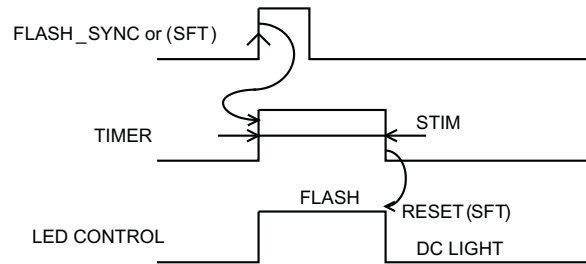 FLASH_SYNC or (SFT)
TIMER
STIM
FLASH
RESET(SFT)
LED CONTROL
DC LIGHT